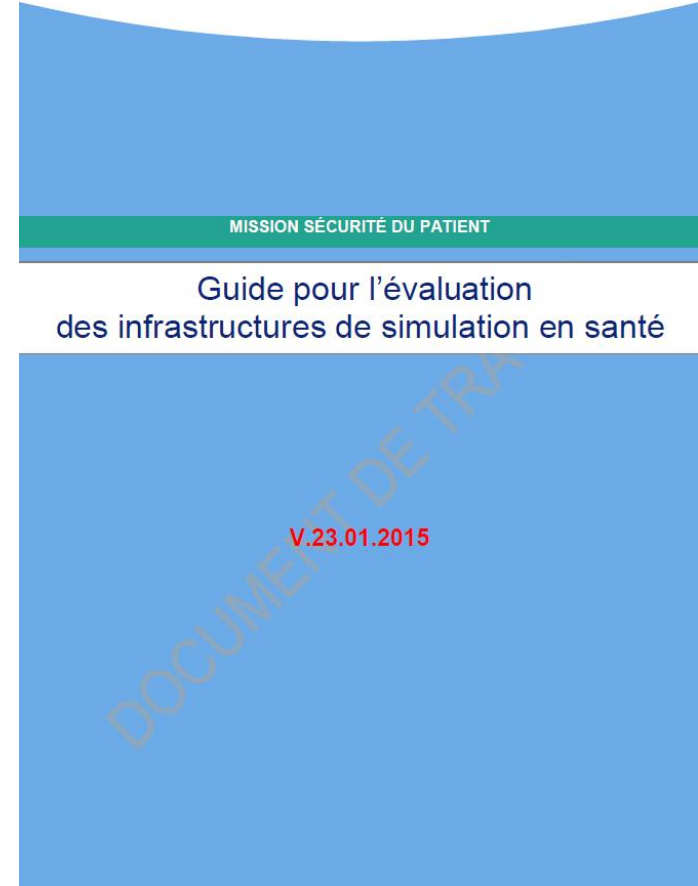 MISSION SÉCURITÉ DU PATIENT
Guide pour l’évaluation
des infrastructures de simulation en santé
V.23.01.2015
DOCUMENT DE TRA